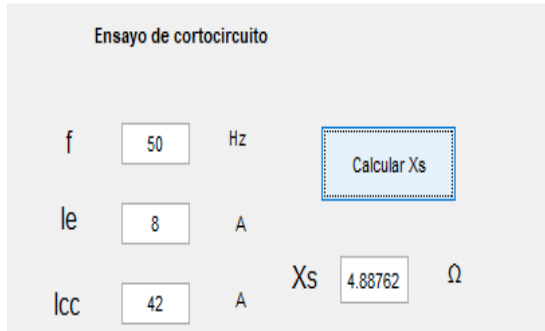 Ensayo de cortocircuito
f 50 Hz
Calcular Xs
Ie 8 A
Xs 4.88762 Ω
Icc 42 A